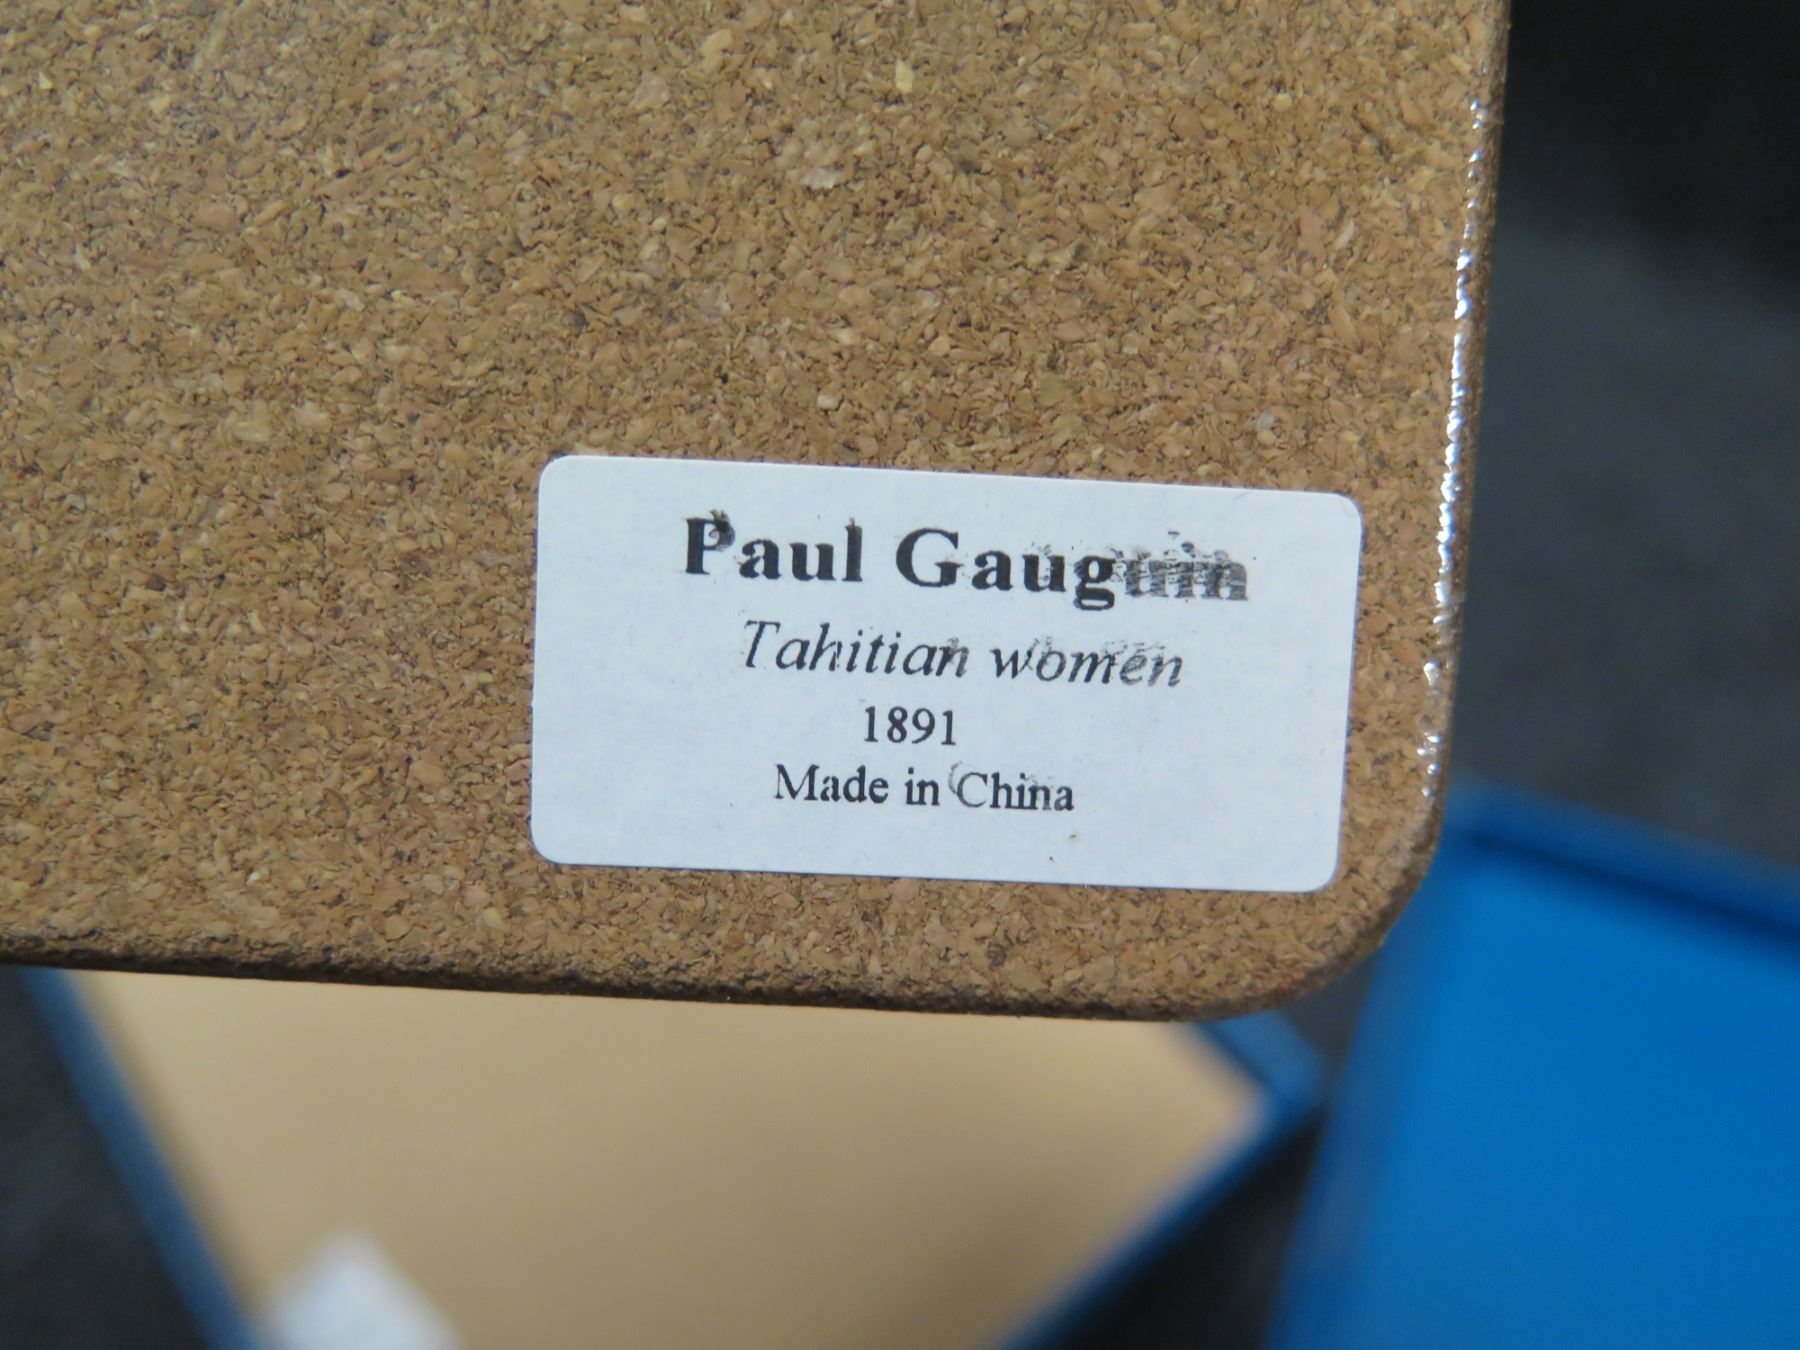 Paul Gauguin
Tahitian women
1891
Made in China